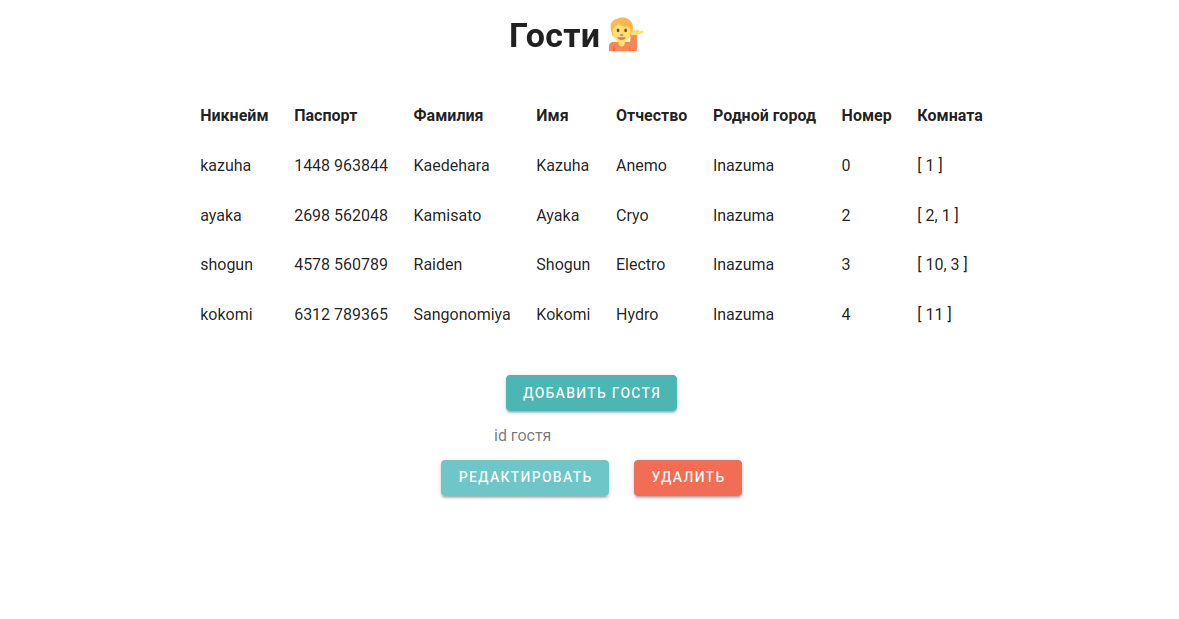 Гости 💁
Никнейм Паспорт Фамилия Имя Отчество Родной город Номер Комната
kazuha 1448 963844 Kaedehara Kazuha Anemo Inazuma 0 [ 1 ]
ayaka 2698 562048 Kamisato Ayaka Cryo Inazuma 2 [ 2, 1 ]
shogun 4578 560789 Raiden Shogun Electro Inazuma 3 [ 10, 3 ]
kokomi 6312 789365 Sangonomiya Kokomi Hydro Inazuma 4 [ 11 ]
ДОБАВИТЬ ГОСТЯ
id гостя
РЕДАКТИРОВАТЬ УДАЛИТЬ